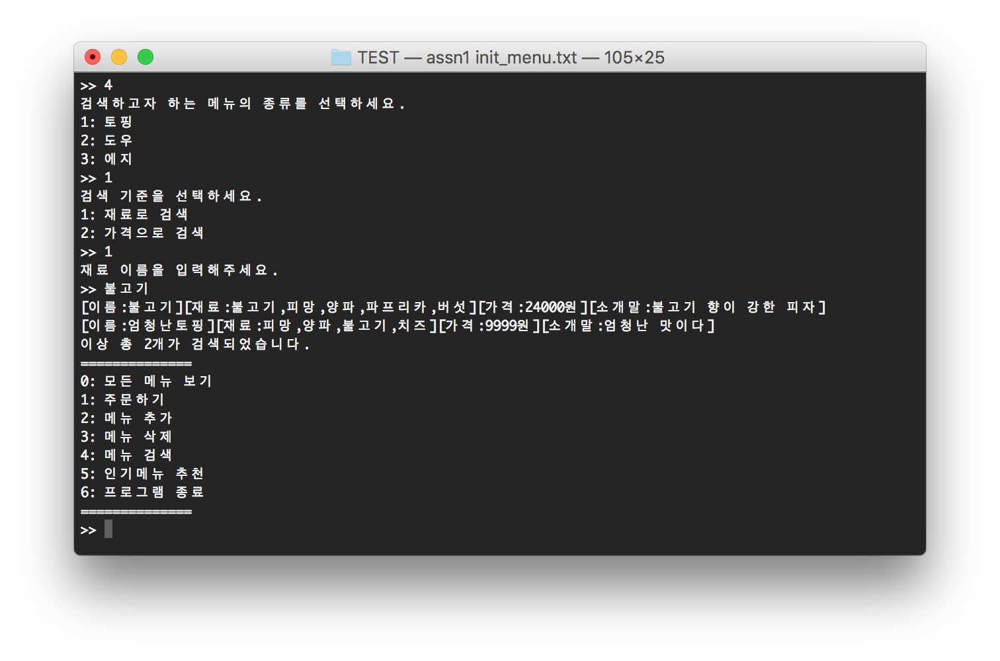 TEST — assn1 init_menu.txt — 105×25
>> 4
검색하고자 하는 메뉴의 종류를 선택하세요.
1: 토핑
2: 도우
3: 에지
>> 1
검색 기준을 선택하세요.
1: 재료로 검색
2: 가격으로 검색
>> 1
재료 이름을 입력해주세요.
>> 불고기
[이름:불고기][재료:불고기,피망,양파,파프리카,버섯][가격:24000원][소개말:불고기 향이 강한 피자]
[이름:엄청난토핑][재료:피망,양파,불고기,치즈][가격:9999원][소개말:엄청난 맛이다]
이상 총 2개가 검색되었습니다.
==============
0: 모든 메뉴 보기
1: 주문하기
2: 메뉴 추가
3: 메뉴 삭제
4: 메뉴 검색
5: 인기메뉴 추천
6: 프로그램 종료
==============
>>